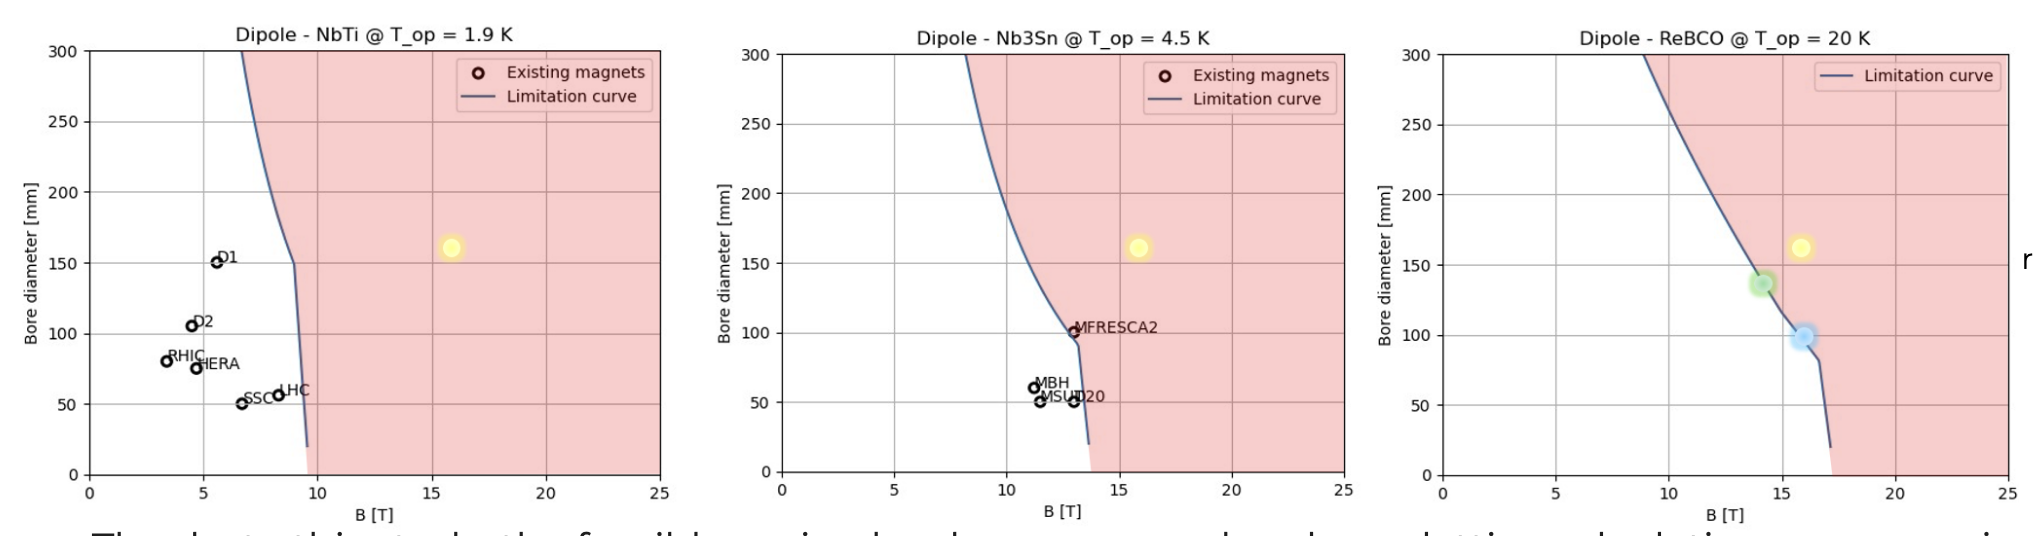 Dipole - NbTi @ T_op = 1.9 K
300
250
200
150
100
50
0
0 5 10 15 20 25
Bore diameter [mm]
B [T]
Existing magnets
Limitation curve
D1
D2
RHIC
HERA
SSC
LHC
Dipole - Nb3Sn @ T_op = 4.5 K
300
250
200
150
100
50
0
0 5 10 15 20 25
Bore diameter [mm]
B [T]
Existing magnets
Limitation curve
MFRESCA2
MBH
MSUT
D20
Dipole - ReBCO @ T_op = 20 K
300
250
200
150
100
50
0
0 5 10 15 20 25
Bore diameter [mm]
B [T]
Limitation curve
r